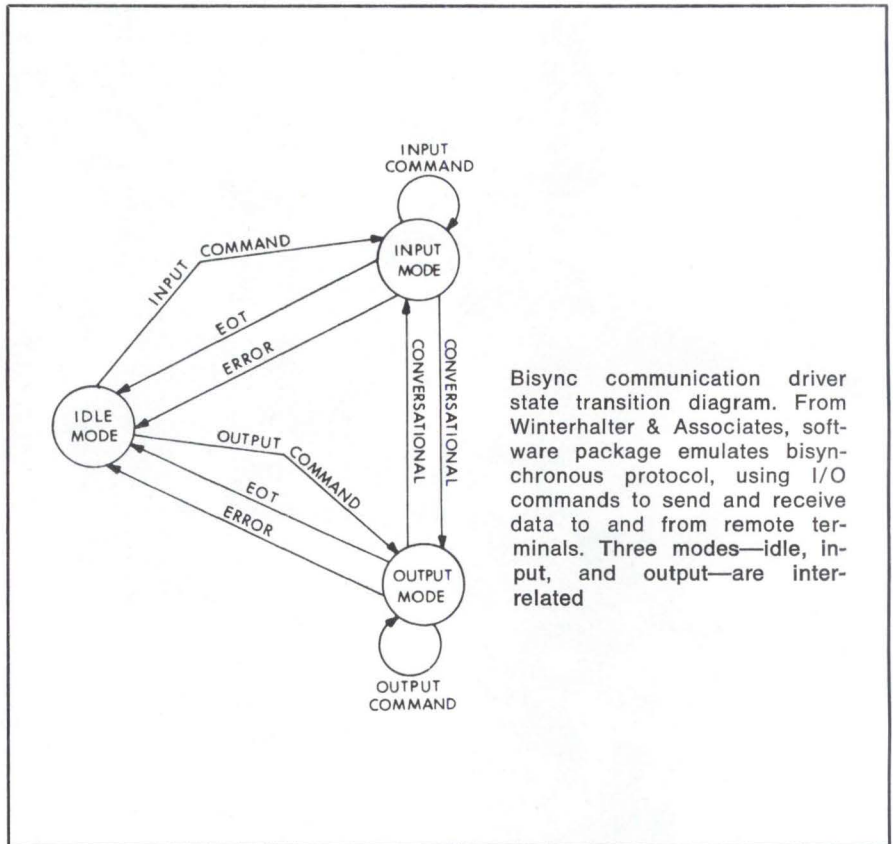 INPUT
COMMAND
INPUT COMMAND
INPUT
MODE
EOT
ERROR
CONVERSATIONAL
CONVERSATIONAL
IDLE
MODE
OUTPUT COMMAND
EOT
ERROR
OUTPUT
MODE
OUTPUT
COMMAND
Bisync communication driver
state transition diagram. From
Winterhalter & Associates, soft-
ware package emulates bisyn-
chronous protocol, using I/O
commands to send and receive
data to and from remote ter-
minals. Three modes—idle, in-
put, and output—are inter-
related